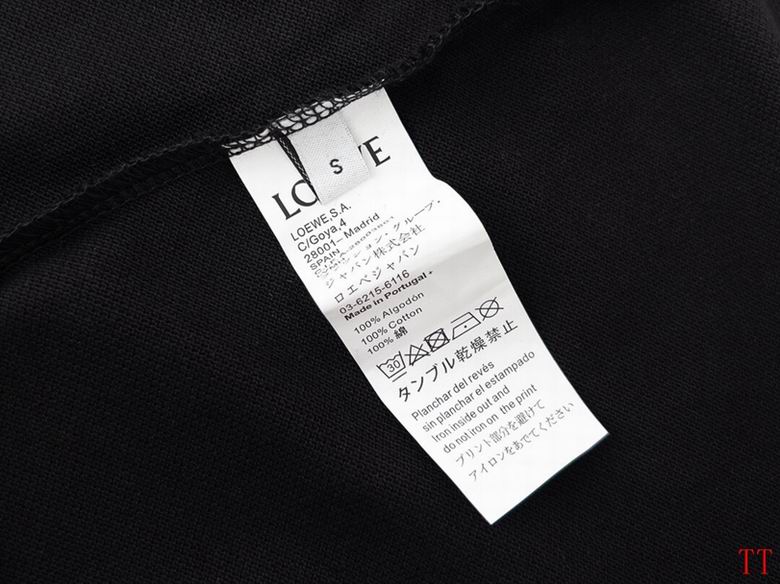 S
LOEWE
LOEWE,S.A.
C/Goya,4
28001– Madrid
SPAIN
ジャパン株式会社
ロエベジャパン
03-6215-6116
Made in Portugal
100% Algodón
100% Cotton
100% 綿
30
タンブル乾燥禁止
Planchar del revés
sin planchar el estampado
Iron inside out and
do not iron on the print
プリント部分を避けて
アイロンをあててください
TT